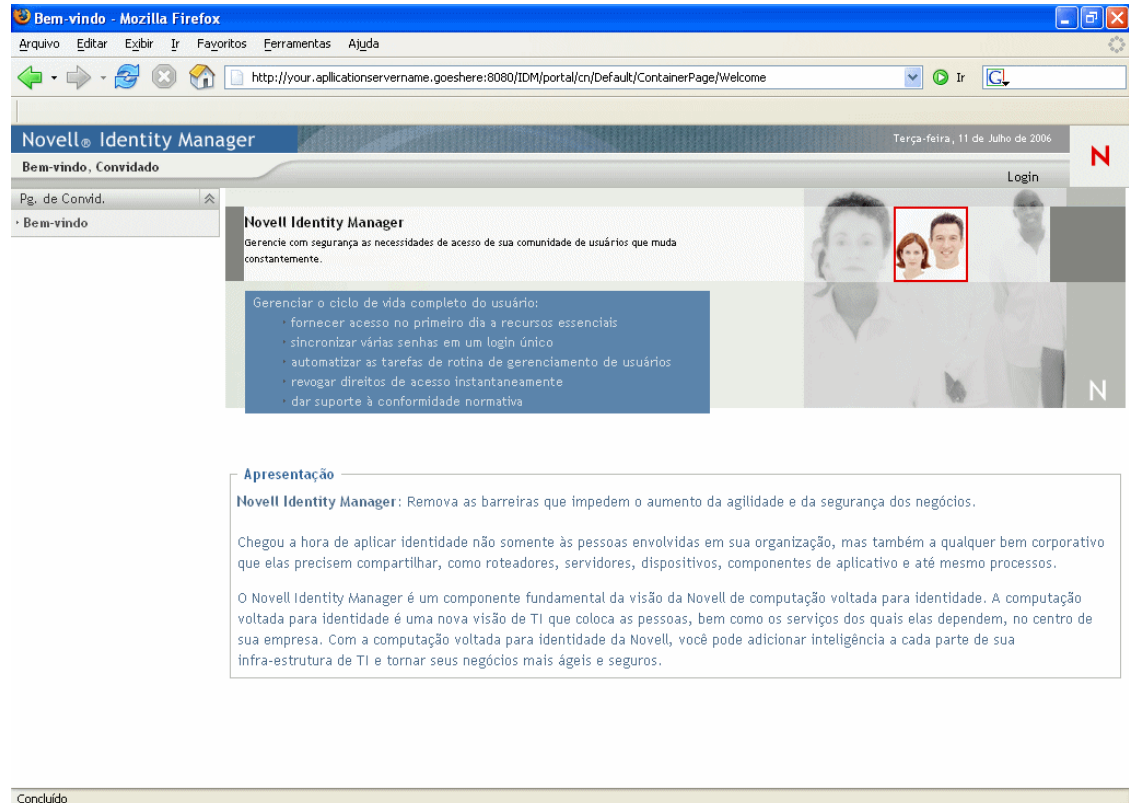 Bem-vindo - Mozilla Firefox
Arquivo Editar Exibir Ir Favoritos Ferramentas Ajuda
http://your.apllicationservername.goeshere:8080/IDM/portal/cn/Default/ContainerPage/Welcome
Ir
G
Novell® Identity Manager
Terça-feira, 11 de Julho de 2006
N
Bem-vindo, Convidado
Login
Pg. de Convid.
Bem-vindo
Novell Identity Manager
Gerencie com segurança as necessidades de acesso de sua comunidade de usuários que muda
constantemente.
Gerenciar o ciclo de vida completo do usuário:
· fornecer acesso no primeiro dia a recursos essenciais
· sincronizar várias senhas em um login único
· automatizar as tarefas de rotina de gerenciamento de usuários
· revogar direitos de acesso instantaneamente
· dar suporte à conformidade normativa
N
Apresentação
Novell Identity Manager: Remova as barreiras que impedem o aumento da agilidade e da segurança dos negócios.
Chegou a hora de aplicar identidade não somente às pessoas envolvidas em sua organização, mas também a qualquer bem corporativo
que elas precisem compartilhar, como roteadores, servidores, dispositivos, componentes de aplicativo e até mesmo processos.
O Novell Identity Manager é um componente fundamental da visão da Novell de computação voltada para identidade. A computação
voltada para identidade é uma nova visão de TI que coloca as pessoas, bem como os serviços dos quais elas dependem, no centro de
sua empresa. Com a computação voltada para identidade da Novell, você pode adicionar inteligência a cada parte de sua
infra-estrutura de TI e tornar seus negócios mais ágeis e seguros.
Concluído